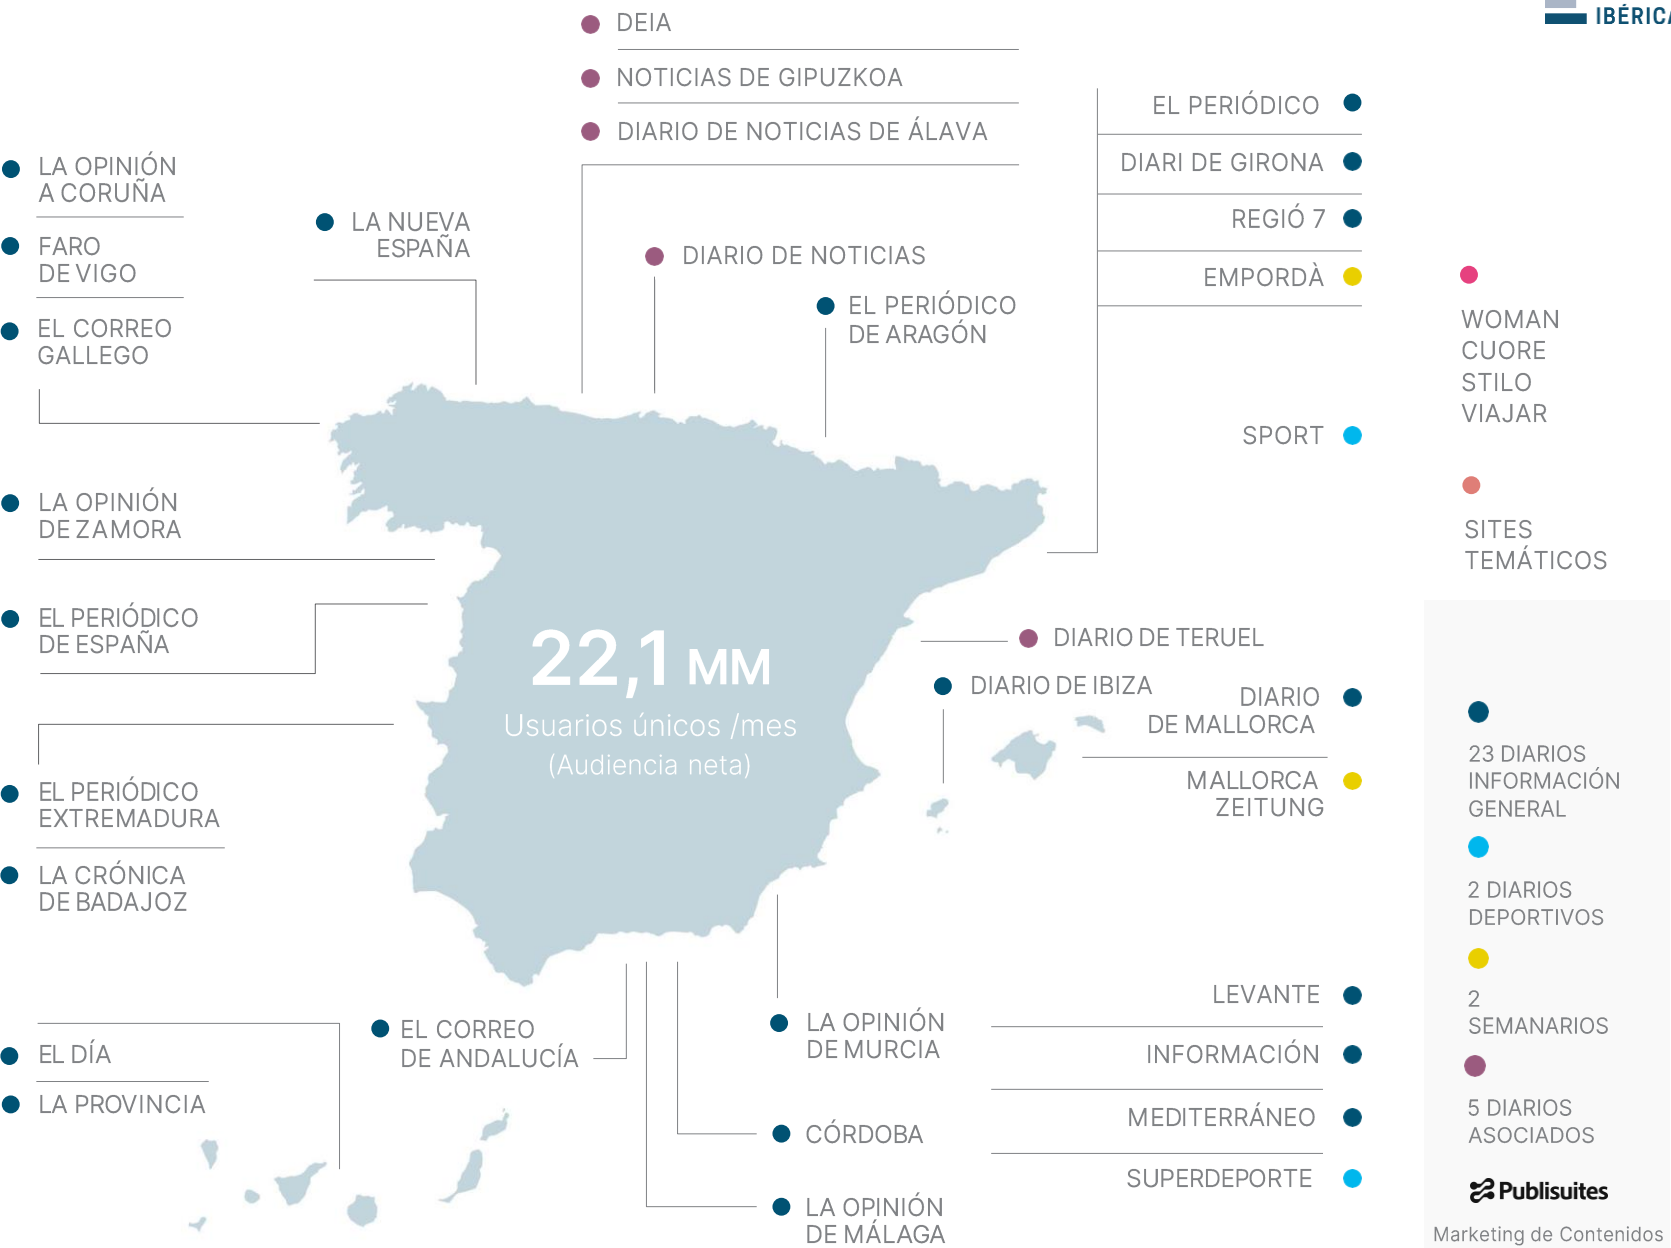 IBÉRICA
DEIA
NOTICIAS DE GIPUZKOA
DIARIO DE NOTICIAS DE ÁLAVA
LA OPINIÓN
A CORUÑA
FARO
DE VIGO
EL CORREO
GALLEGO
LA NUEVA
ESPAÑA
DIARIO DE NOTICIAS
EL PERIÓDICO
DE ARAGÓN
EL PERIÓDICO
DIARI DE GIRONA
REGIÓ 7
EMPORDÀ
SPORT
WOMAN
CUORE
STILO
VIAJAR
SITES
TEMÁTICOS
LA OPINIÓN
DE ZAMORA
EL PERIÓDICO
DE ESPAÑA
22,1 MM
Usuarios únicos /mes
(Audiencia neta)
DIARIO DE TERUEL
DIARIO DE IBIZA
DIARIO
DE MALLORCA
MALLORCA
ZEITUNG
EL PERIÓDICO
EXTREMADURA
LA CRÓNICA
DE BADAJOZ
EL DÍA
LA PROVINCIA
EL CORREO
DE ANDALUCÍA
LA OPINIÓN
DE MURCIA
CÓRDOBA
LA OPINIÓN
DE MÁLAGA
LEVANTE
INFORMACIÓN
MEDITERRÁNEO
SUPERDEPORTE
23 DIARIOS
INFORMACIÓN
GENERAL
2 DIARIOS
DEPORTIVOS
2
SEMANARIOS
5 DIARIOS
ASOCIADOS
Publisuites
Marketing de Contenidos